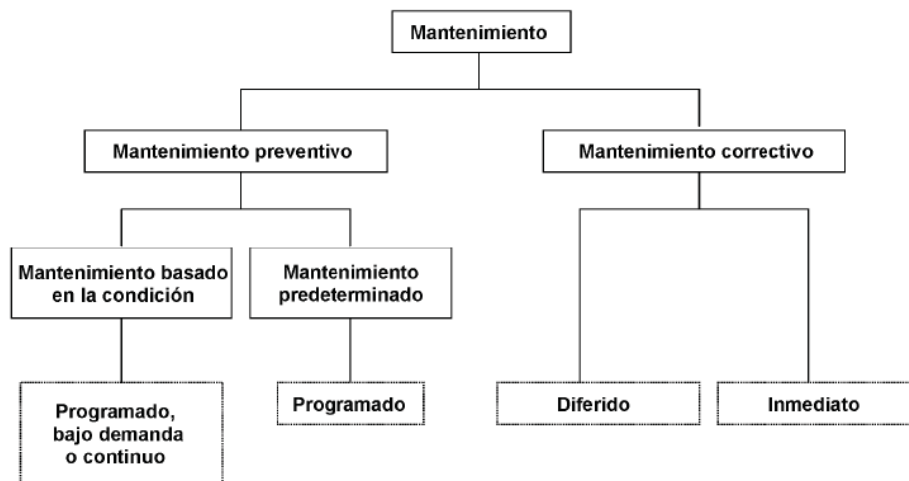 Mantenimiento
Mantenimiento preventivo
Mantenimiento correctivo
Mantenimiento basado
en la condición
Mantenimiento
predeterminado
Programado,
bajo demanda
o continuo
Programado
Diferido
Inmediato